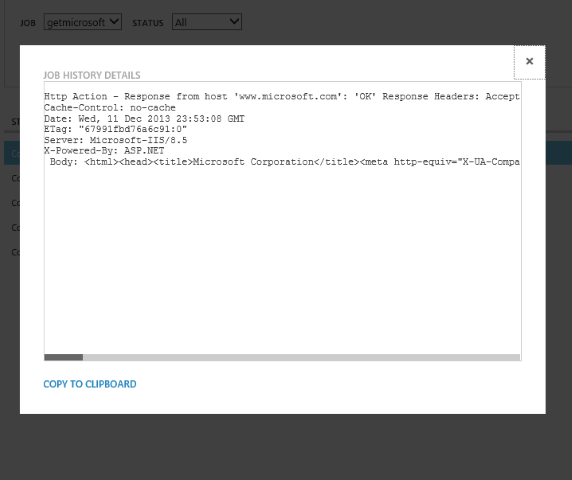 JOB getmicrosoft STATUS All
×
JOB HISTORY DETAILS
Http Action - Response from host 'www.microsoft.com': 'OK' Response Headers: Accept
Cache-Control: no-cache
Date: Wed, 11 Dec 2013 23:53:08 GMT
ETag: "67991fbd76a6c91:0"
Server: Microsoft-IIS/8.5
X-Powered-By: ASP.NET
Body: <html><head><title>Microsoft Corporation</title><meta http-equiv="X-UA-Compa
COPY TO CLIPBOARD